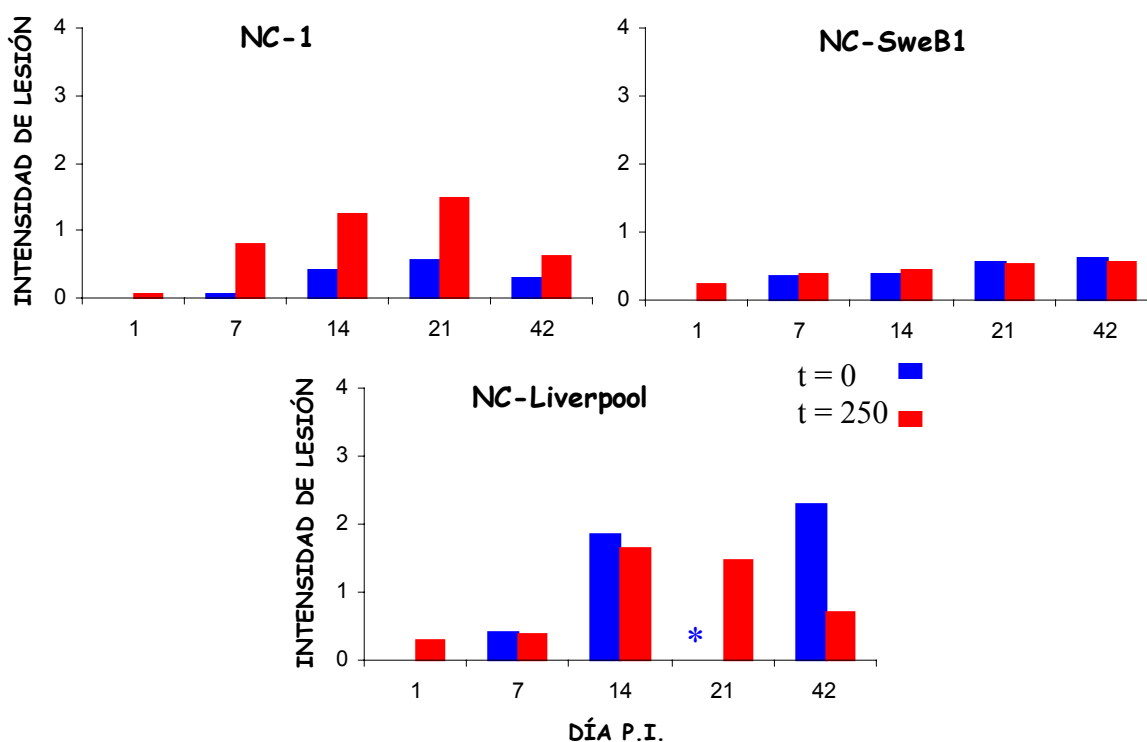 NC-1
INTENSIDAD DE LESIÓN
4
3
2
1
0
1 7 14 21 42
NC-SweB1
4
3
2
1
0
1 7 14 21 42
t = 0
t = 250
NC-Liverpool
INTENSIDAD DE LESIÓN
4
3
2
1
0
*
1 7 14 21 42
DÍA P.I.